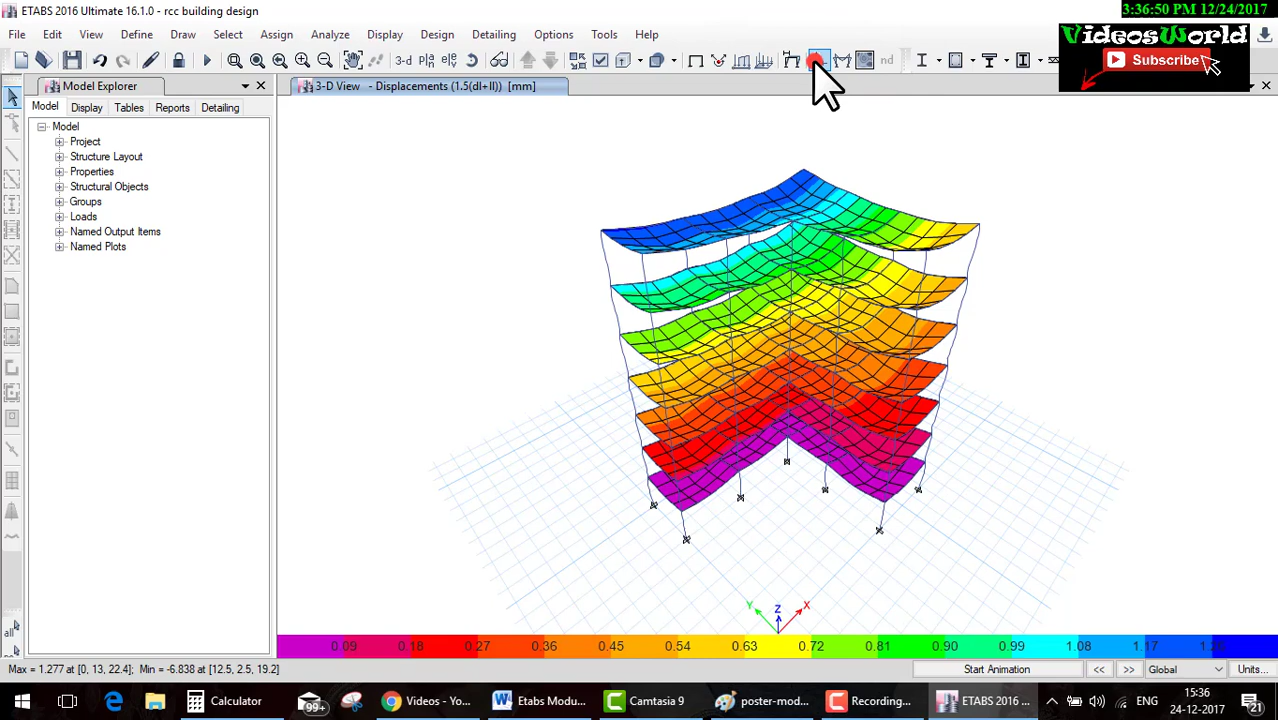 ETABS 2016 Ultimate 16.1.0 - rcc building design
3:36:50 PM 12/24/2017
File Edit View Define Draw Select Assign Analyze Display Design Detailing Options Tools Help
VideosWorld
Subscribe
3-d
nd
Model Explorer
3-D View - Displacements (1.5(dl+ll)) [mm]
Model Display Tables Reports Detailing
Model
Project
Structure Layout
Properties
Structural Objects
Groups
Loads
Named Output Items
Named Plots
Y Z X
0.09 0.18 0.27 0.36 0.45 0.54 0.63 0.72 0.81 0.90 0.99 1.08
all
Max = 1.277 at [0, 13, 22.4]; Min = -6.838 at [12.5, 2.5, 19.2]
Start Animation << >> Global Units...
Calculator
99+
Videos - Yo...
Etabs Modu...
Camtasia 9
poster-mod...
Recording...
ETABS 2016 ...
ENG
15:36
24-12-2017